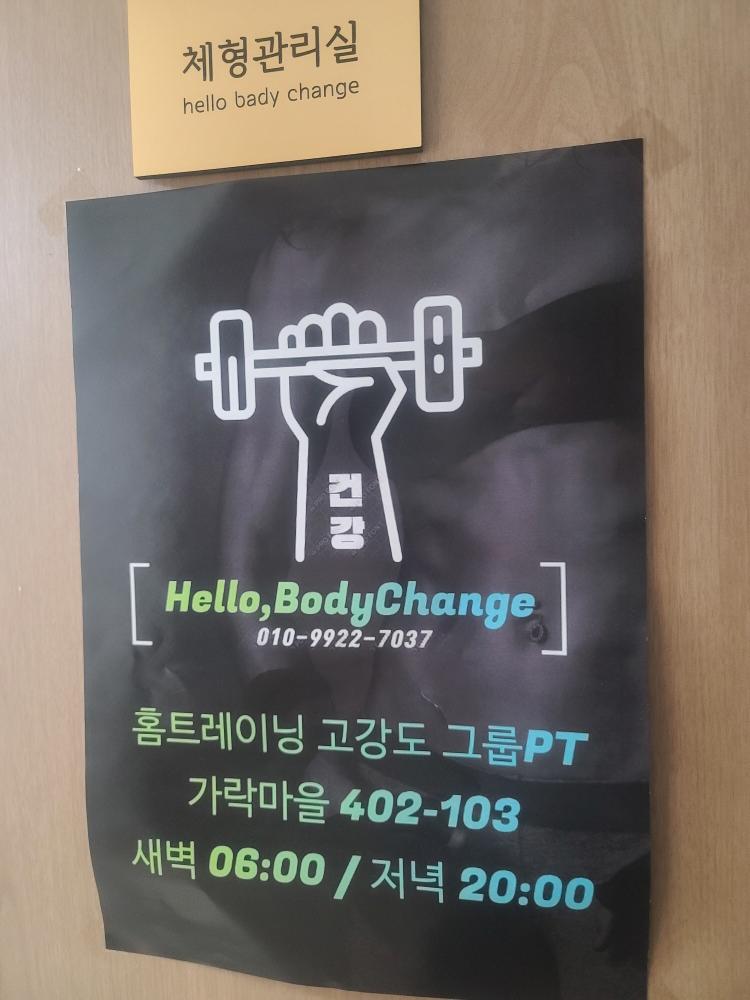 체형관리실
hello bady change
건
강
Hello,BodyChange
010-9922-7037
홈트레이닝 고강도 그룹PT
가락마을 402-103
새벽 06:00 / 저녁 20:00